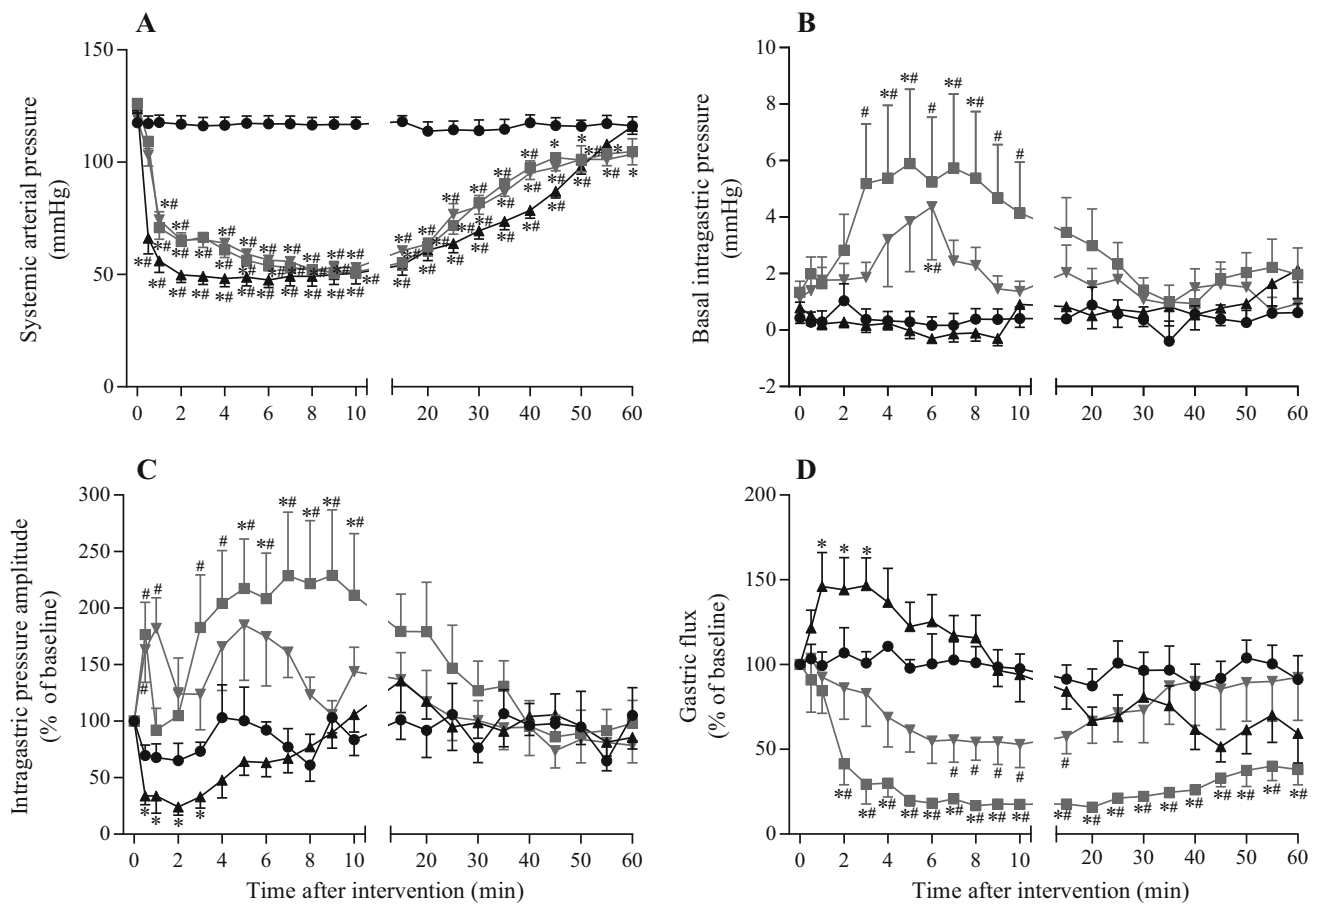 A
Systemic arterial pressure
(mmHg)
150
100
50
0
0 2 4 6 8 10 20 30 40 50 60
B
Basal intragastric pressure
(mmHg)
10
8
6
4
2
0
-2
# *# *# # *# *# # #
*#
0 2 4 6 8 10 20 30 40 50 60
C
Intragastric pressure amplitude
(% of baseline)
300
250
200
150
100
50
0
# # # # *# *# *# *# *# *#
#
* * * *
0 2 4 6 8 10 20 30 40 50 60
Time after intervention (min)
D
Gastric flux
(% of baseline)
200
150
100
50
0
* * *
# # # # #
*# *# *# *# *# *# *# *# *# *# *# *# *# *# *# *# *# *# *#
0 2 4 6 8 10 20 30 40 50 60
Time after intervention (min)